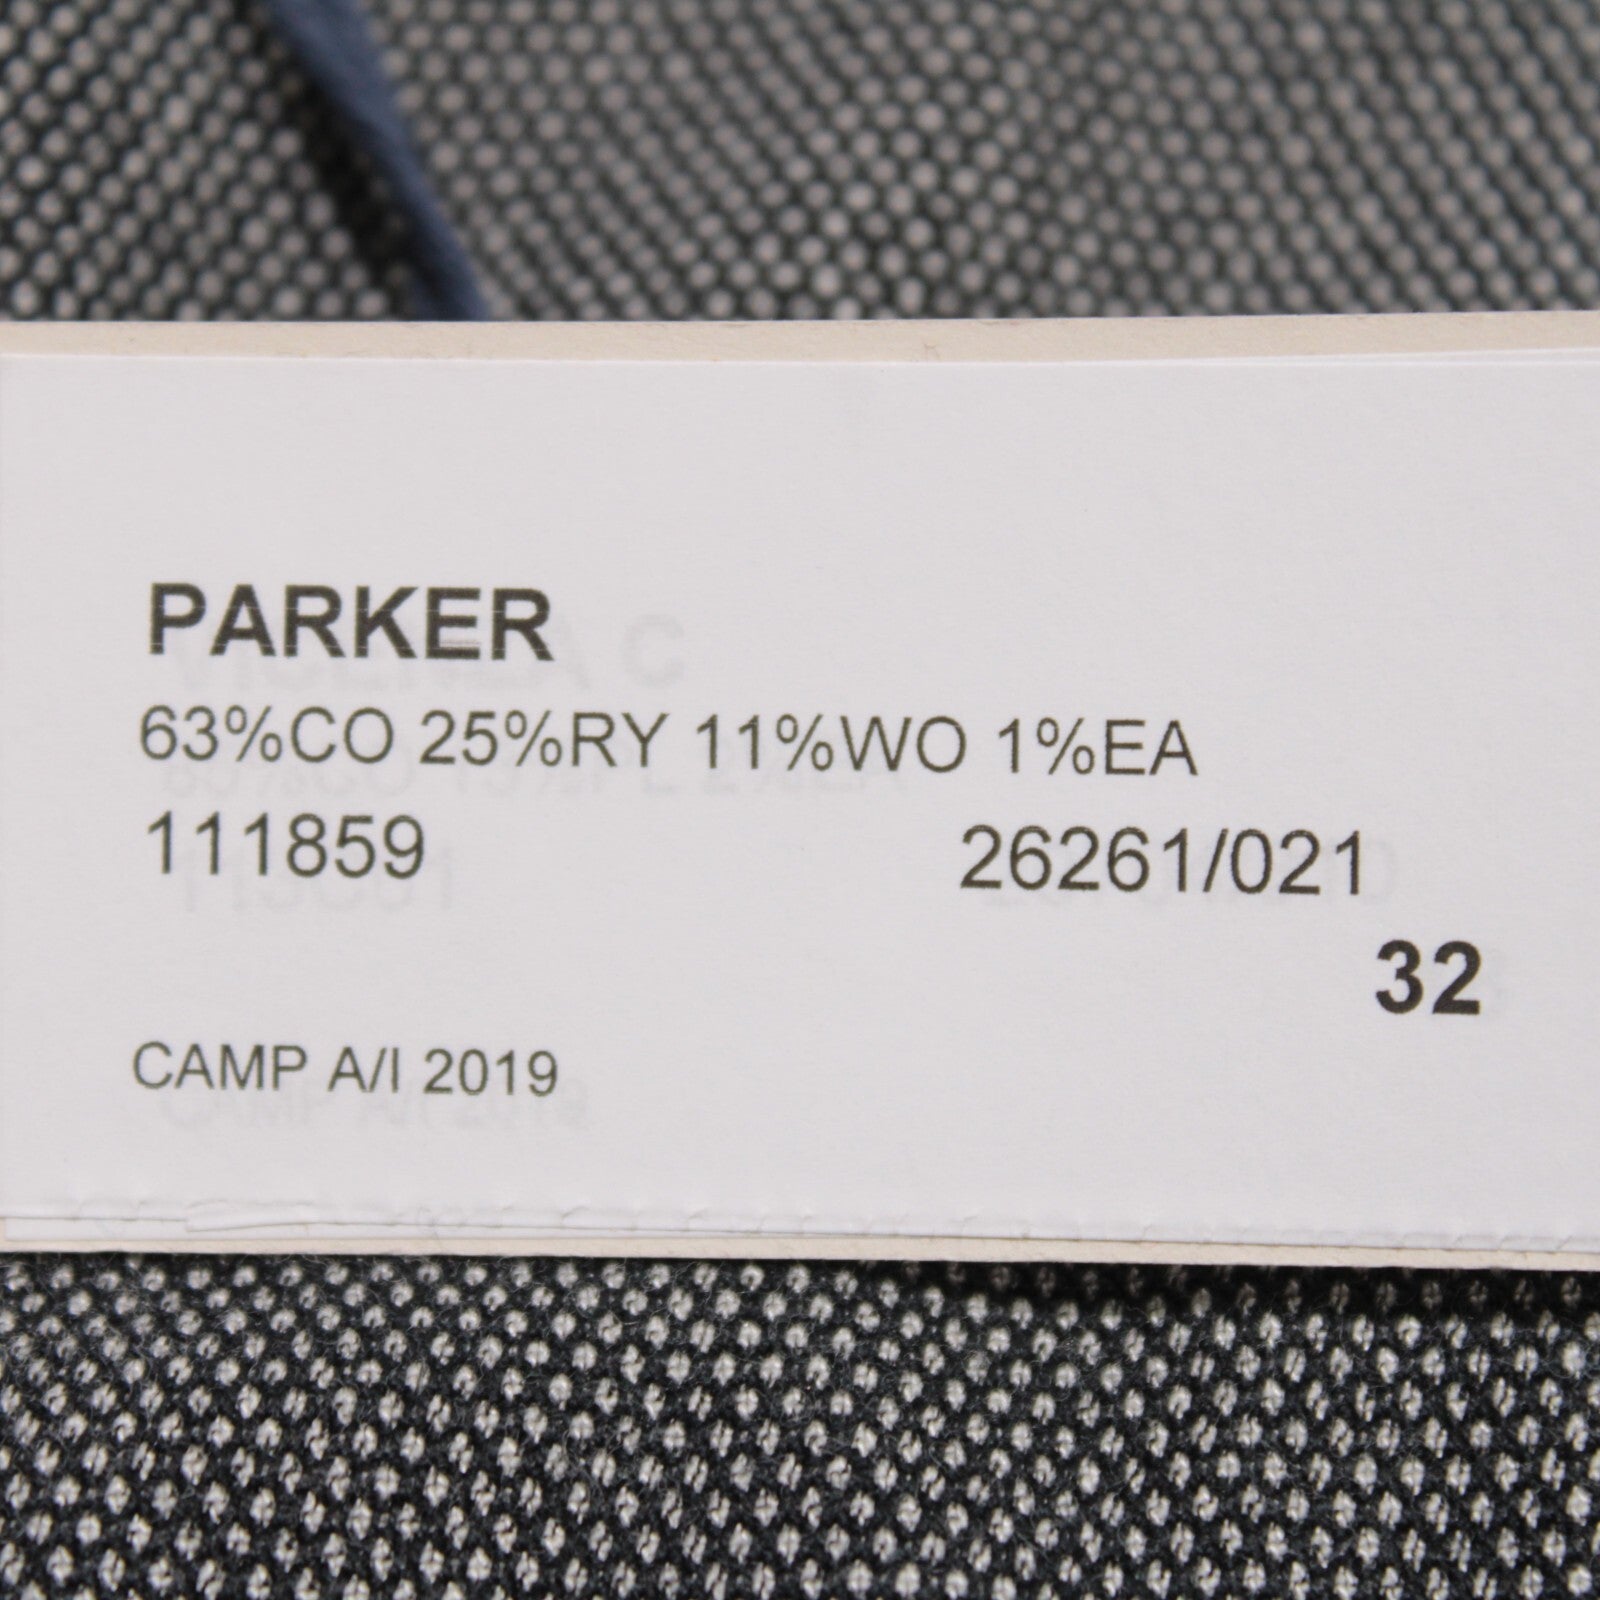 PARKER
63%CO 25%RY 11%WO 1%EA
111859 26261/021
32
CAMP A/I 2019